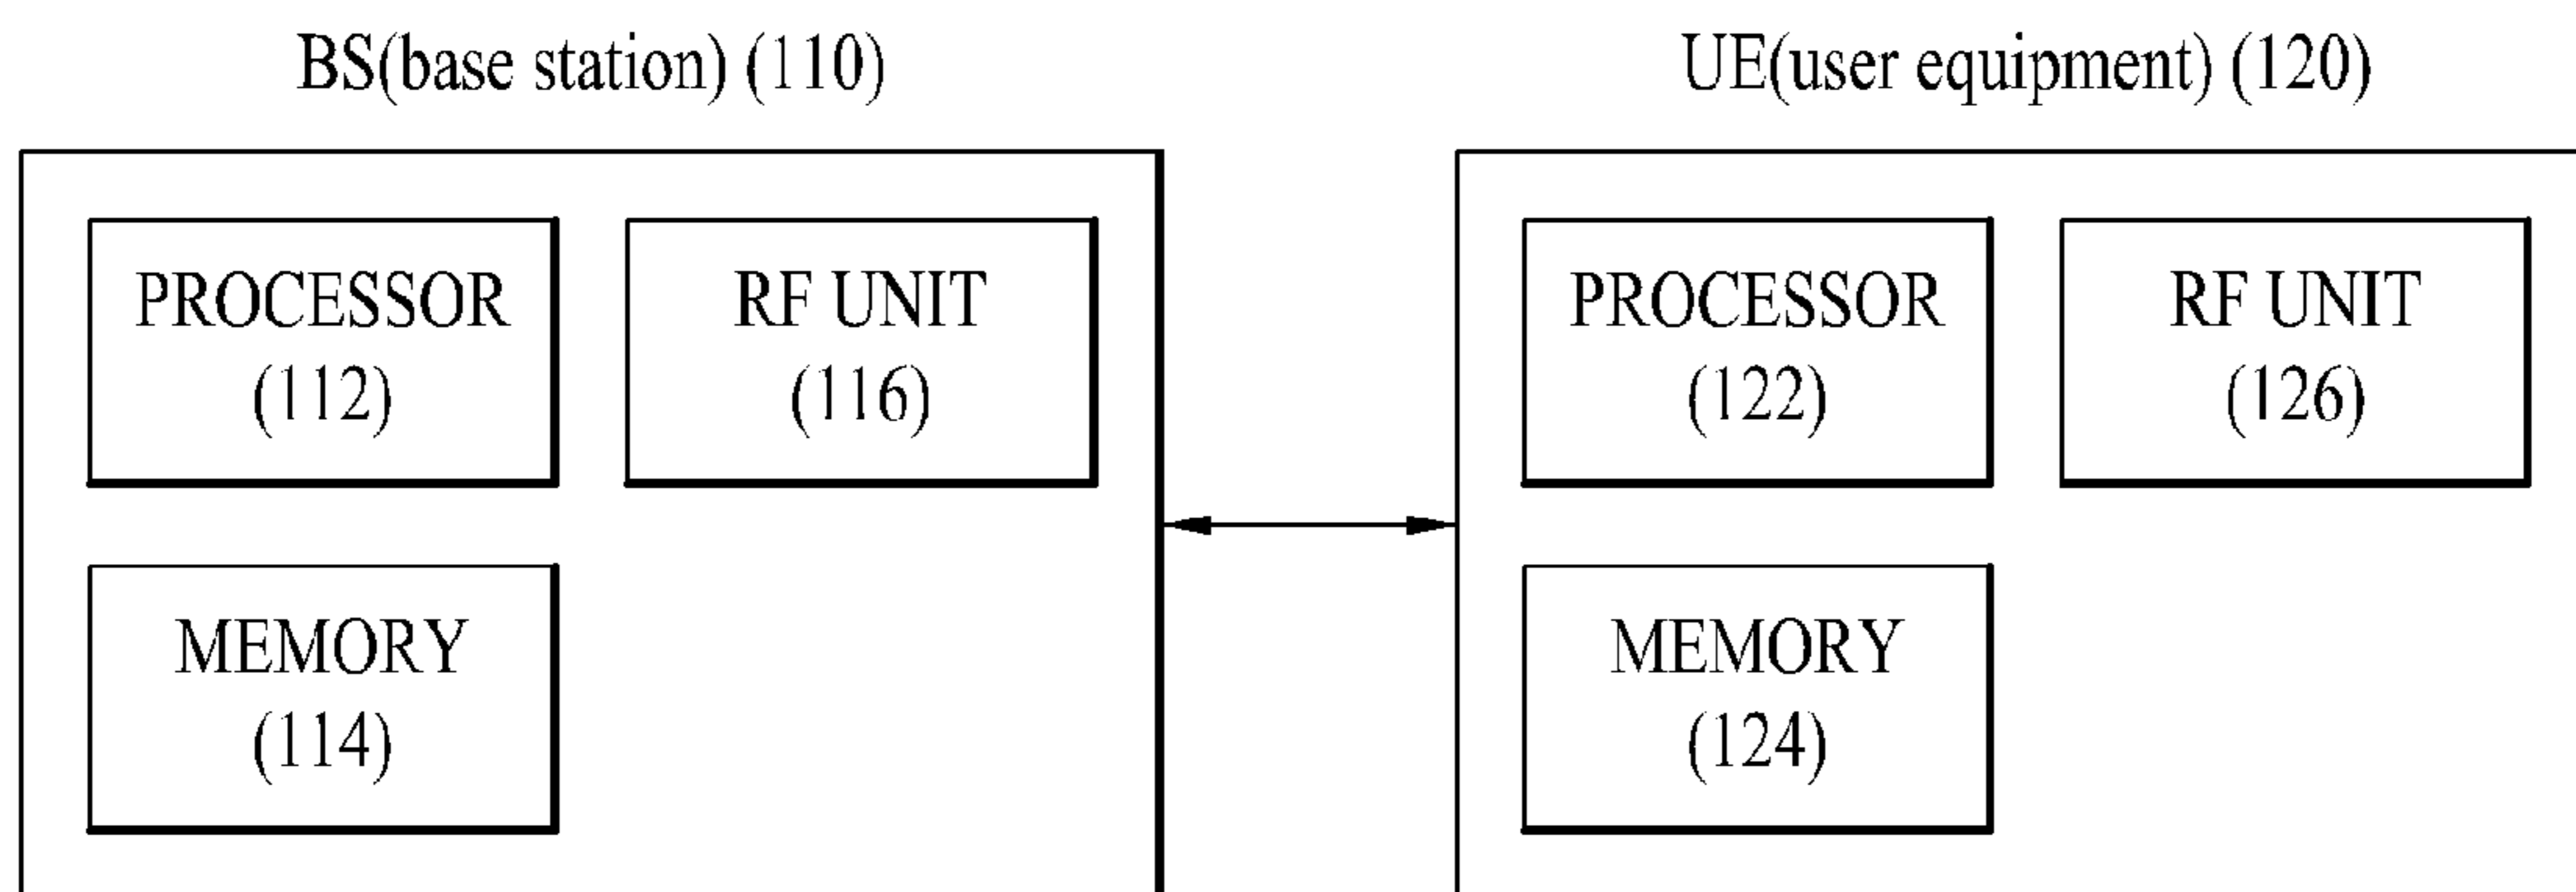 BS(base station) (110)
UE(user equipment) (120)
PROCESSOR
(112)
RF UNIT
(116)
MEMORY
(114)
PROCESSOR
(122)
RF UNIT
(126)
MEMORY
(124)